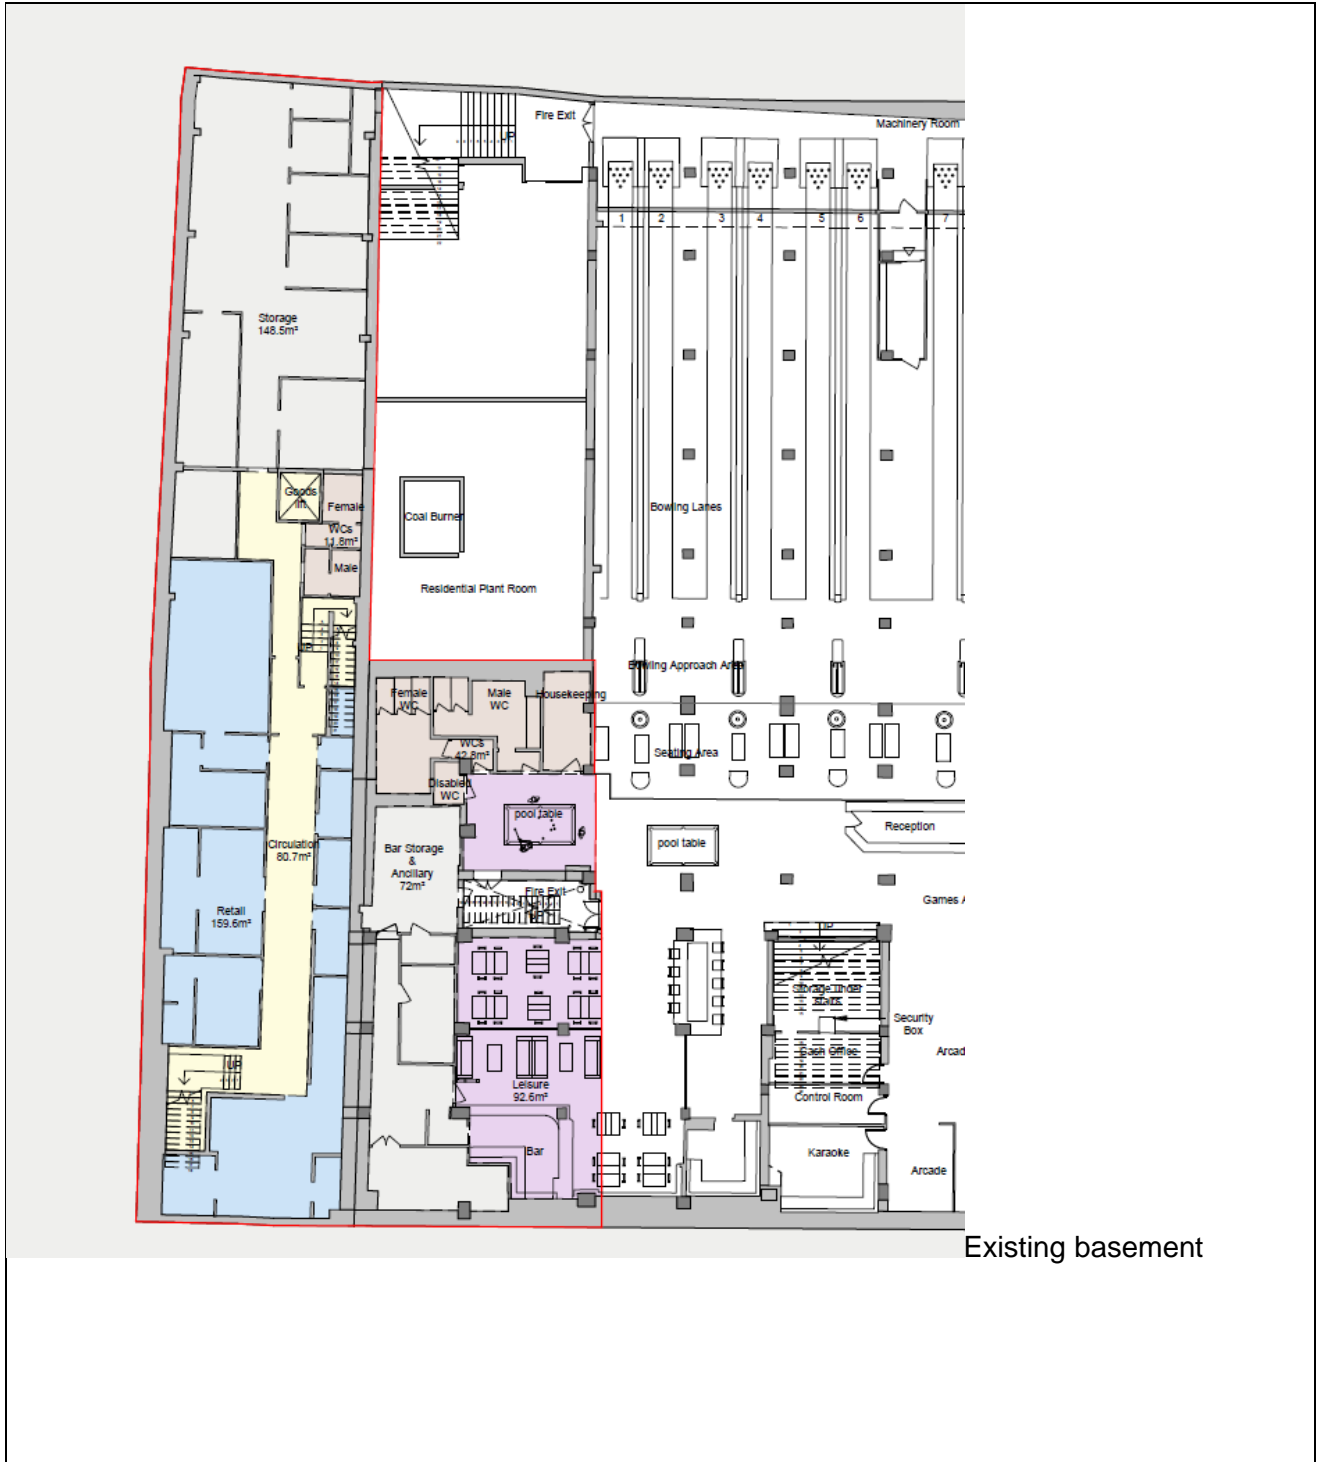 Fire Exit
UP
Machinery Room
1 2 3 4 5 6 7
Storage
148.5m²
Goods
lift
Female
WCs
11.8m²
Male
Coal Burner
Bowling Lanes
Residential Plant Room
UP
Bowling Approach Area
Female
WC
Male
WC
Housekeeping
WCs
42.8m²
Seating Area
Disabled
WC
pool table
pool table
Reception
Circulation
80.7m²
Bar Storage
&
Ancillary
72m²
Fire Exit
UP
Games A
Retail
159.6m²
UP
Storage under
stairs
Security
Box
Cash Office
Arcad
UP
Leisure
92.6m²
Control Room
Bar
Karaoke
Arcade
Existing basement